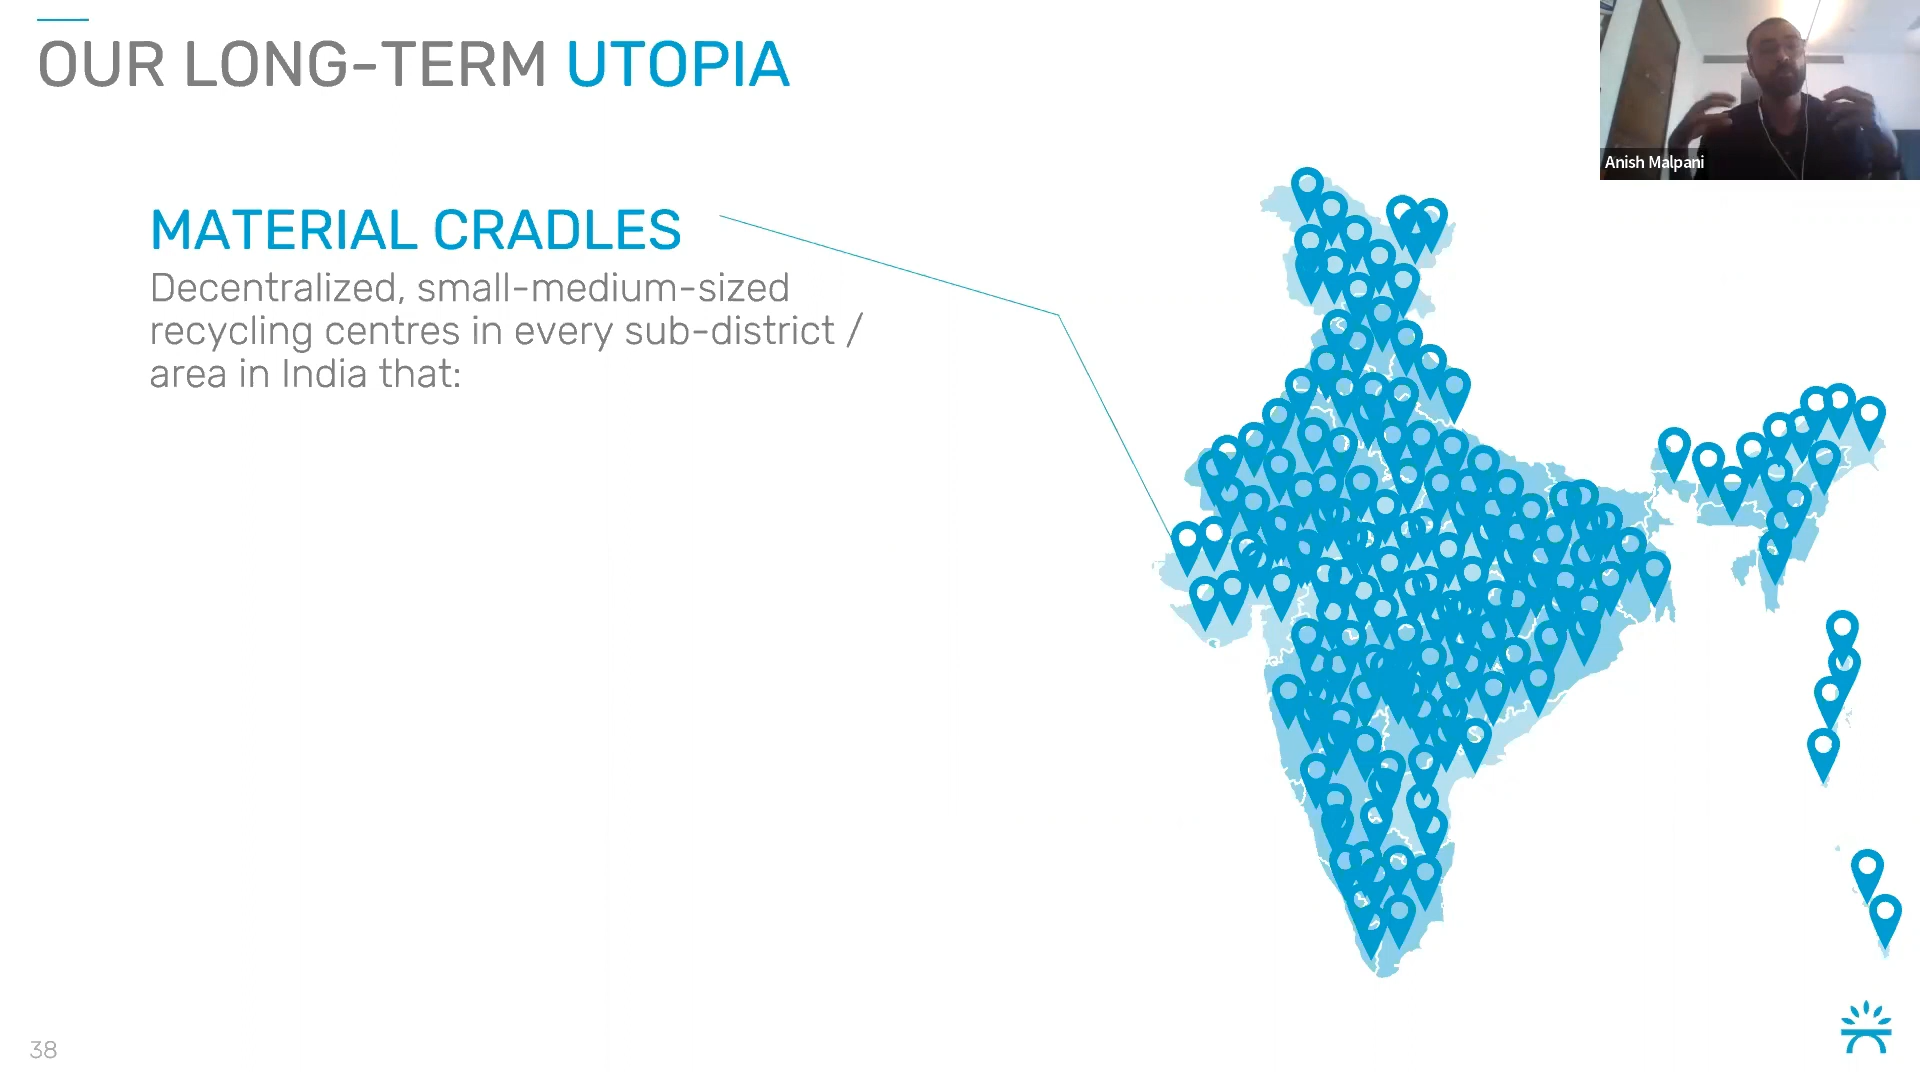 OUR LONG-TERM UTOPIA
Anish Malpani
MATERIAL CRADLES
Decentralized, small-medium-sized
recycling centres in every sub-district /
area in India that:
38